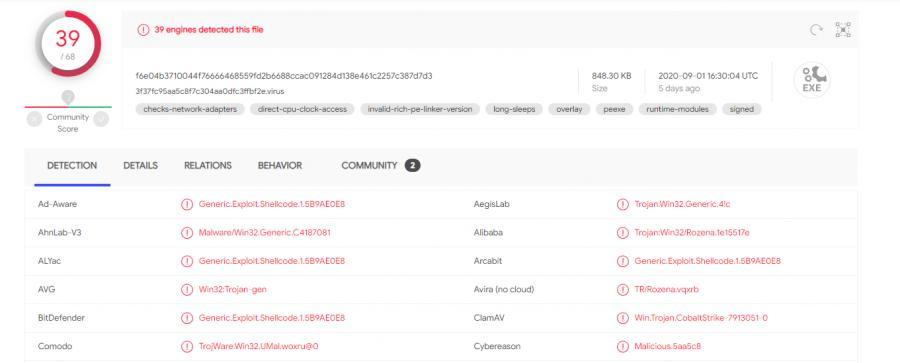 39
/ 68
39 engines detected this file
f6e04b3710044f76666468559fd2b6688ccac091284d138e461c2257c387d7d3
3f37fc95aa5c8f7c304aa0dfc3ffbf2e.virus
848.30 KB
Size
2020-09-01 16:30:04 UTC
5 days ago
EXE
?
Community
Score
checks-network-adapters direct-cpu-clock-access invalid-rich-pe-linker-version long-sleeps overlay peexe runtime-modules signed
DETECTION DETAILS RELATIONS BEHAVIOR COMMUNITY 2
Ad-Aware Generic.Exploit.Shellcode.1.5B9AE0E8 AegisLab Trojan.Win32.Generic.4!c
AhnLab-V3 Malware/Win32.Generic.C4187081 Alibaba Trojan:Win32/Rozena.1e15517e
ALYac Generic.Exploit.Shellcode.1.5B9AE0E8 Arcabit Generic.Exploit.Shellcode.1.5B9AE0E8
AVG Win32:Trojan-gen Avira (no cloud) TR/Rozena.vqxrb
BitDefender Generic.Exploit.Shellcode.1.5B9AE0E8 ClamAV Win.Trojan.CobaltStrike-7913051-0
Comodo TrojWare.Win32.UMal.woxru@0 Cybereason Malicious.5aa5c8